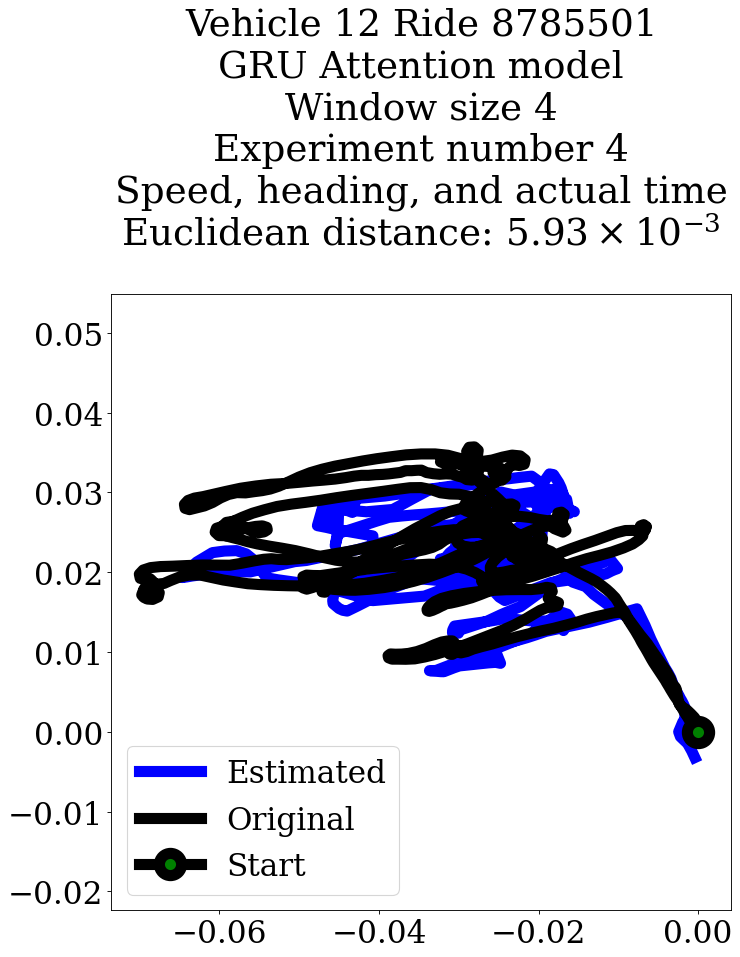 Vehicle 12 Ride 8785501
GRU Attention model
Window size 4
Experiment number 4
Speed, heading, and actual time
Euclidean distance: 5.93 × 10⁻³
0.05
0.04
0.03
0.02
0.01
0.00
−0.01
−0.02
Estimated
Original
Start
−0.06
−0.04
−0.02
0.00